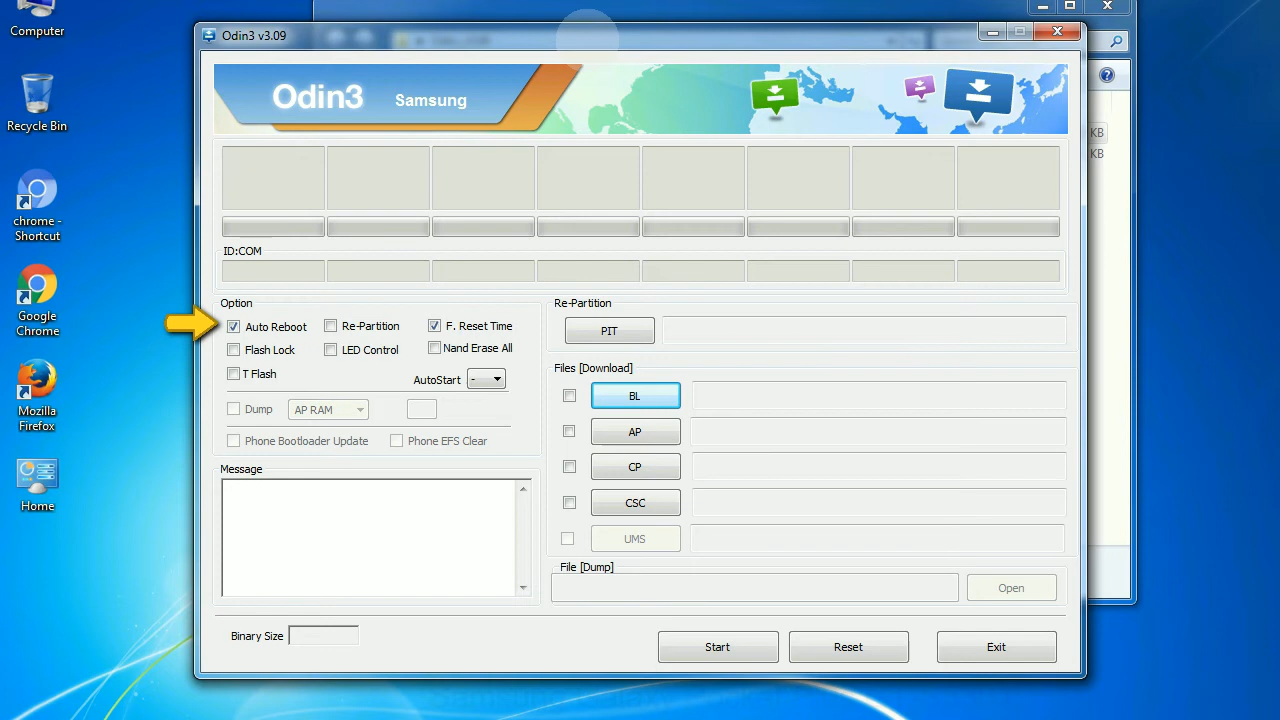 Computer
Recycle Bin
chrome -
Shortcut
Google
Chrome
Mozilla
Firefox
Home
Odin3 v3.09
Odin3 Samsung
KB
KB
ID:COM
Option
Auto Reboot
Re-Partition
F. Reset Time
Flash Lock
LED Control
Nand Erase All
T Flash
AutoStart -
Dump
AP RAM
Phone Bootloader Update
Phone EFS Clear
Message
Re-Partition
PIT
Files [Download]
BL
AP
CP
CSC
UMS
File [Dump]
Open
Binary Size
Start
Reset
Exit